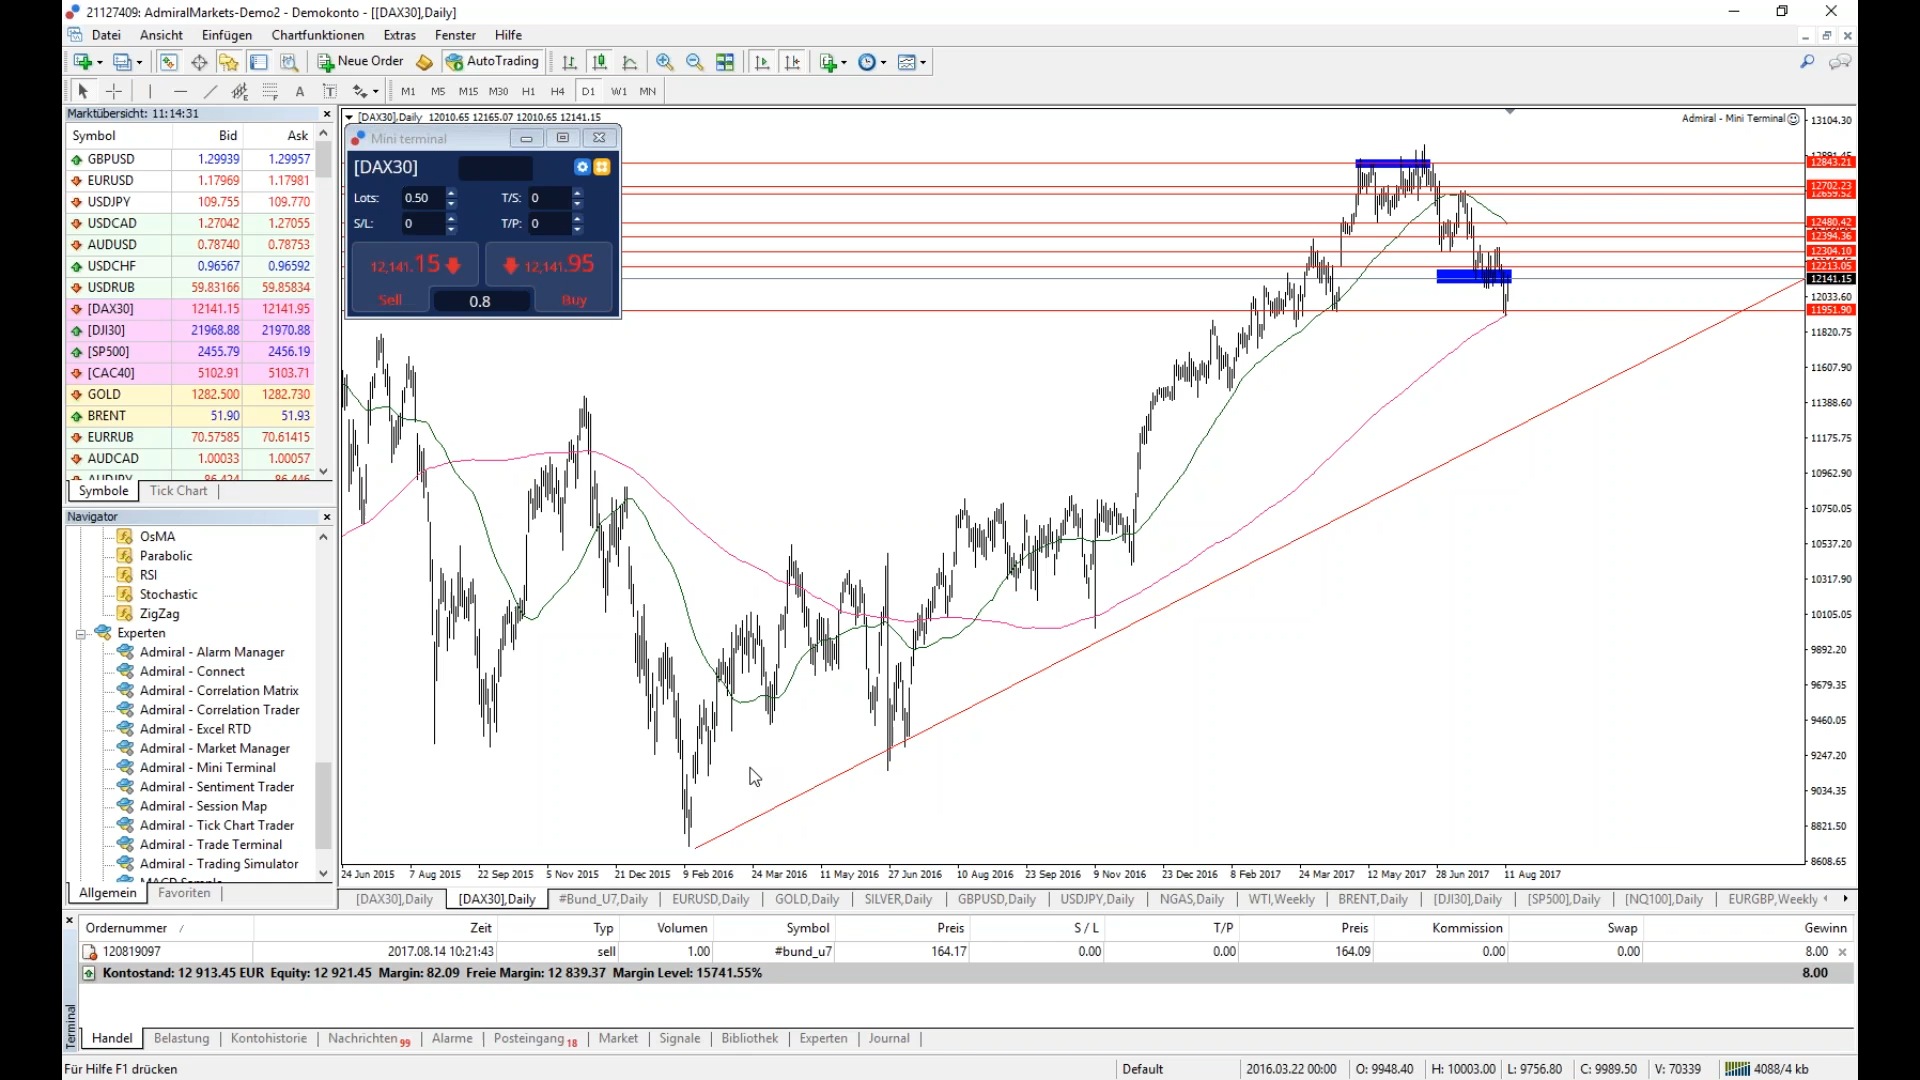 21127409: AdmiralMarkets-Demo2 - Demokonto - [[DAX30],Daily]
Datei Ansicht Einfügen Chartfunktionen Extras Fenster Hilfe
Neue Order AutoTrading
A T M1 M5 M15 M30 H1 H4 D1 W1 MN
Marktübersicht: 11:14:31
Symbol Bid Ask
GBPUSD 1.29939 1.29957
EURUSD 1.17969 1.17981
USDJPY 109.755 109.770
USDCAD 1.27042 1.27055
AUDUSD 0.78740 0.78753
USDCHF 0.96567 0.96592
USDRUB 59.83166 59.85834
[DAX30] 12141.15 12141.95
[DJI30] 21968.88 21970.88
[SP500] 2455.79 2456.19
[CAC40] 5102.91 5103.71
GOLD 1282.500 1282.730
BRENT 51.90 51.93
EURRUB 70.57585 70.61415
AUDCAD 1.00033 1.00057
AUDJPY 86.424 86.446
Symbole Tick Chart
Navigator
OsMA
Parabolic
RSI
Stochastic
ZigZag
Experten
Admiral - Alarm Manager
Admiral - Connect
Admiral - Correlation Matrix
Admiral - Correlation Trader
Admiral - Excel RTD
Admiral - Market Manager
Admiral - Mini Terminal
Admiral - Sentiment Trader
Admiral - Session Map
Admiral - Tick Chart Trader
Admiral - Trade Terminal
Admiral - Trading Simulator
MACD Sample
Allgemein Favoriten
[DAX30],Daily 12010.65 12165.07 12010.65 12141.15
Admiral - Mini Terminal
Mini terminal
[DAX30]
Lots: 0.50 T/S: 0
S/L: 0 T/P: 0
12,141.15 12,141.95
Sell 0.8 Buy
13104.30
12843.21
12702.23
12480.42
12394.36
12304.10
12213.05
12141.15
12033.60
11951.90
11820.75
11607.90
11388.60
11175.75
10962.90
10750.05
10537.20
10317.90
10105.05
9892.20
9679.35
9460.05
9247.20
9034.35
8821.50
8608.65
24 Jun 2015 7 Aug 2015 22 Sep 2015 5 Nov 2015 21 Dec 2015 9 Feb 2016 24 Mar 2016 11 May 2016 27 Jun 2016 10 Aug 2016 23 Sep 2016 9 Nov 2016 23 Dec 2016 8 Feb 2017 24 Mar 2017 12 May 2017 28 Jun 2017 11 Aug 2017
[DAX30],Daily [DAX30],Daily #Bund_U7,Daily EURUSD,Daily GOLD,Daily SILVER,Daily GBPUSD,Daily USDJPY,Daily NGAS,Daily WTI,Weekly BRENT,Daily [DJI30],Daily [SP500],Daily [NQ100],Daily EURGBP,Weekly
Ordernummer / Zeit Typ Volumen Symbol Preis S / L T/P Preis Kommission Swap Gewinn
120819097 2017.08.14 10:21:43 sell 1.00 #bund_u7 164.17 0.00 0.00 164.09 0.00 0.00 8.00
Kontostand: 12 913.45 EUR Equity: 12 921.45 Margin: 82.09 Freie Margin: 12 839.37 Margin Level: 15741.55% 8.00
Terminal
Handel Belastung Kontohistorie Nachrichten 99 Alarme Posteingang 18 Market Signale Bibliothek Experten Journal
Für Hilfe F1 drücken Default 2016.03.22 00:00 O: 9948.40 H: 10003.00 L: 9756.80 C: 9989.50 V: 70339 4088/4 kb